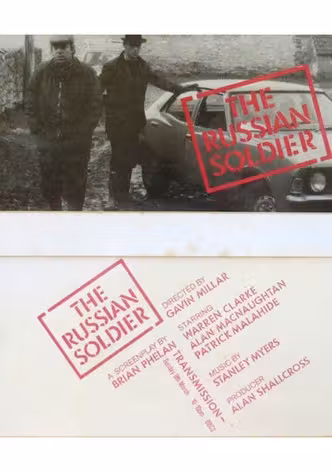 THE
RUSSIAN
SOLDIER
THE
RUSSIAN
SOLDIER
A SCREENPLAY BY
BRIAN PHELAN
DIRECTED BY
GAVIN MILLAR
STARRING
WARREN CLARKE
ALAN MACNAUGHTAN
PATRICK MALAHIDE
TRANSMISSION
MUSIC BY
STANLEY MYERS
PRODUCER
ALAN SHALLCROSS